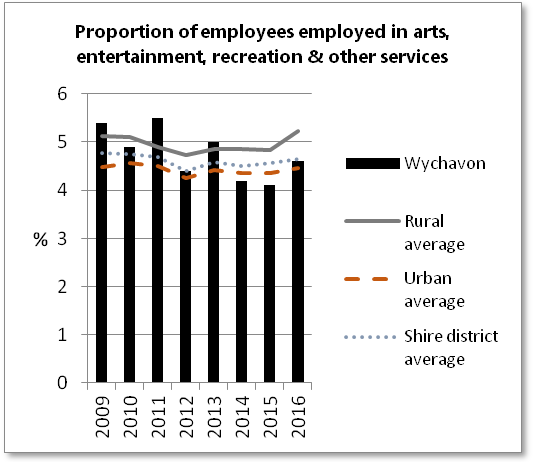 Proportion of employees employed in arts,
entertainment, recreation & other services
6
5
4
3
2
1
0
%
2009
2010
2011
2012
2013
2014
2015
2016
Wychavon
Rural
average
Urban
average
Shire district
average